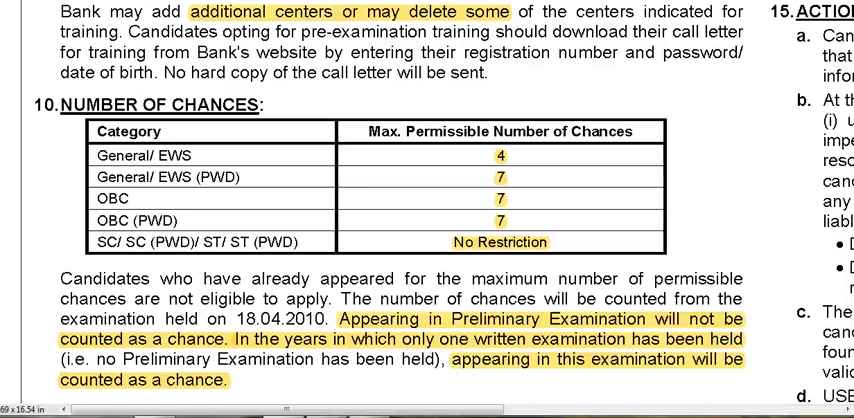 Bank may add additional centers or may delete some of the centers indicated for
training. Candidates opting for pre-examination training should download their call letter
for training from Bank's website by entering their registration number and password/
date of birth. No hard copy of the call letter will be sent.
10. NUMBER OF CHANCES:
Category Max. Permissible Number of Chances
General/ EWS 4
General/ EWS (PWD) 7
OBC 7
OBC (PWD) 7
SC/ SC (PWD)/ ST/ ST (PWD) No Restriction
Candidates who have already appeared for the maximum number of permissible
chances are not eligible to apply. The number of chances will be counted from the
examination held on 18.04.2010. Appearing in Preliminary Examination will not be
counted as a chance. In the years in which only one written examination has been held
(i.e. no Preliminary Examination has been held), appearing in this examination will be
counted as a chance.
15. ACTIO
a. Can
that
infor
b. At th
(i) u
impe
reso
cand
any
liabl
• D
• D
c. The
cand
foun
valid
d. USE
69 x 16.54 in